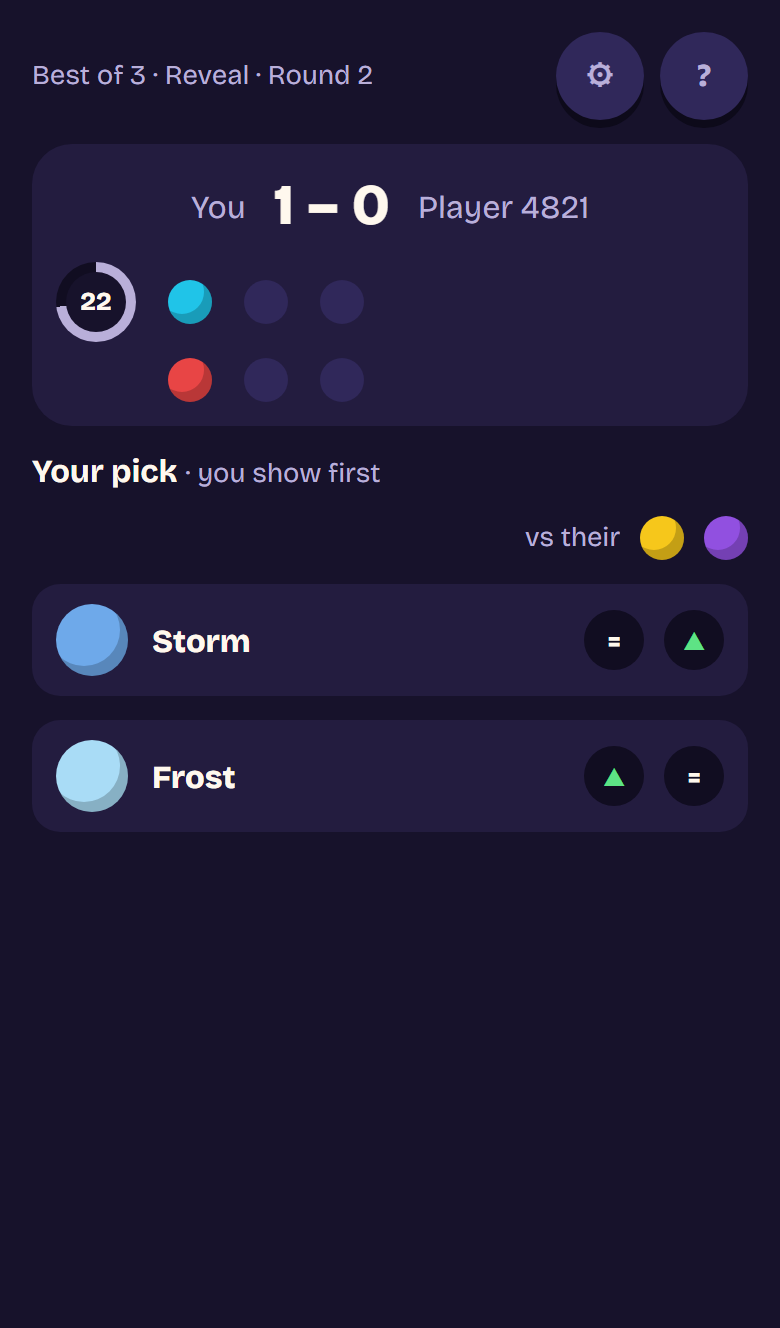 Best of 3 · Reveal · Round 2
?
You 1 – 0 Player 4821
22
Your pick · you show first
vs their
Storm = ▲
Frost ▲ =